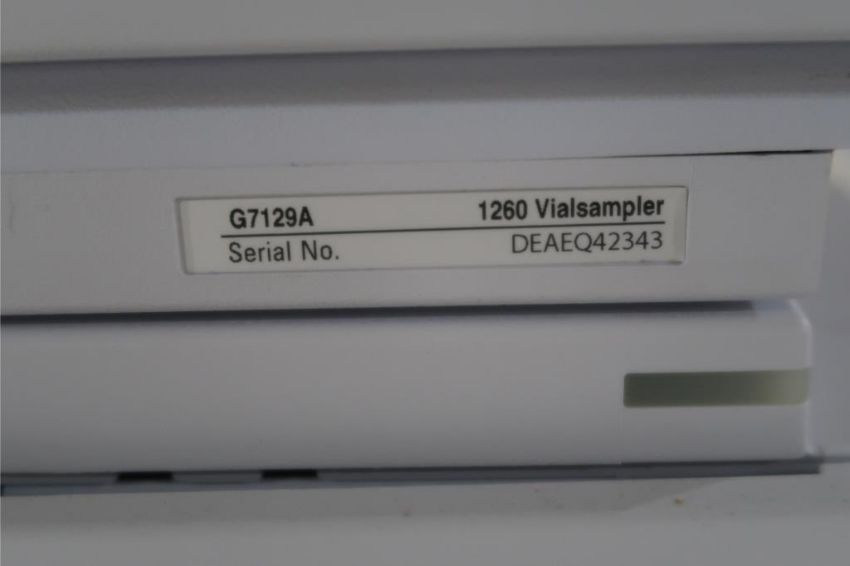 G7129A 1260 Vialsampler
Serial No. DEAEQ42343